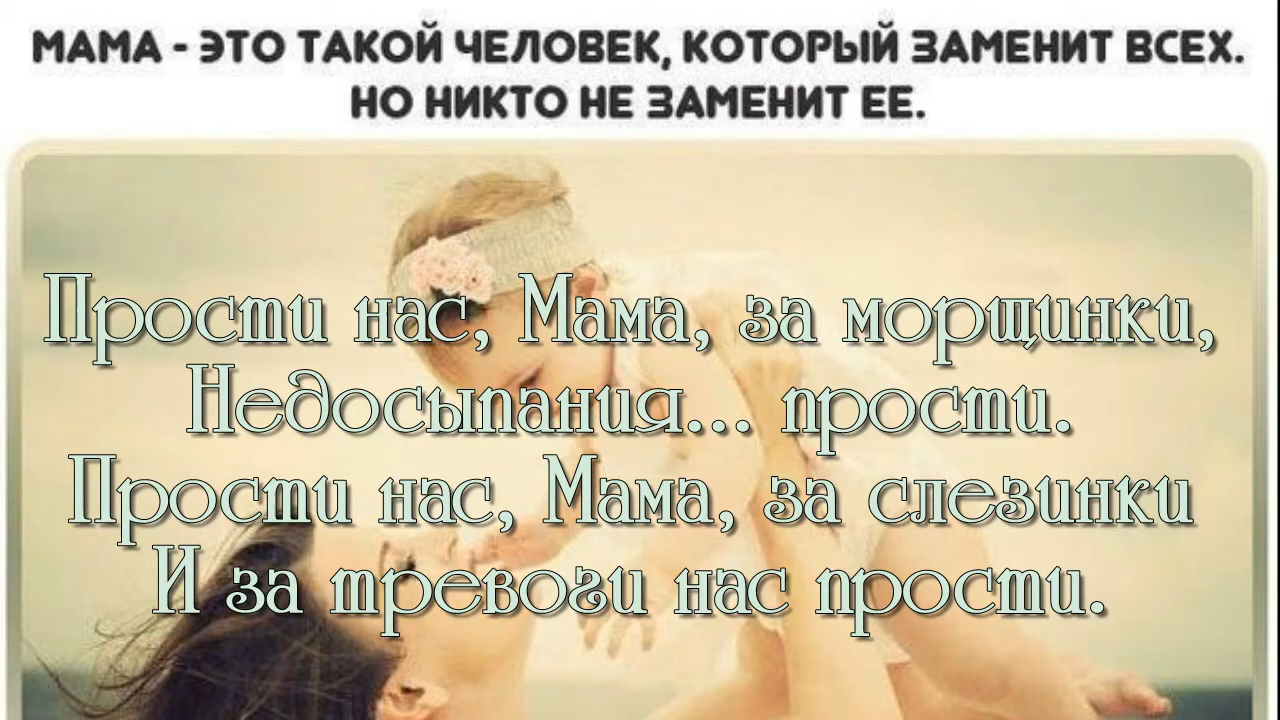 МАМА - ЭТО ТАКОЙ ЧЕЛОВЕК, КОТОРЫЙ ЗАМЕНИТ ВСЕХ.
НО НИКТО НЕ ЗАМЕНИТ ЕЕ.
Прости нас, Мама, за морщинки,
Недосыпания... прости.
Прости нас, Мама, за слезинки
И за тревоги нас прости.